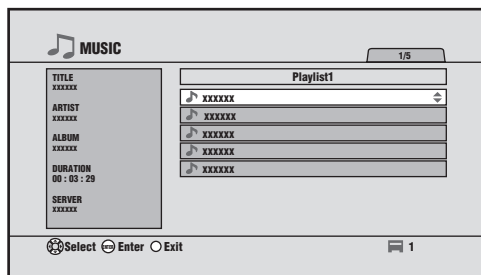 MUSIC
1/5
TITLE
xxxxxx
ARTIST
xxxxxx
ALBUM
xxxxxx
DURATION
00 : 03 : 29
SERVER
xxxxxx
Playlist1
xxxxxx
xxxxxx
xxxxxx
xxxxxx
xxxxxx
Select ENTER Enter Exit
1